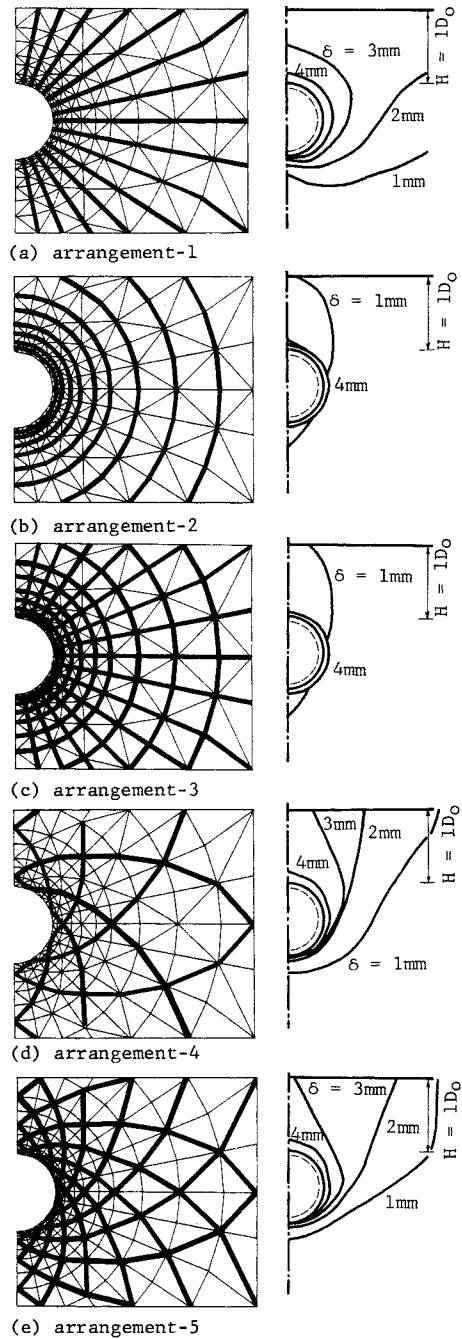 δ = 3mm
4mm
2mm
1mm
H = 1D₀
(a) arrangement-1
δ = 1mm
4mm
H = 1D₀
(b) arrangement-2
δ = 1mm
4mm
H = 1D₀
(c) arrangement-3
3mm
2mm
4mm
δ = 1mm
H = 1D₀
(d) arrangement-4
δ = 3mm
4mm
2mm
1mm
H = 1D₀
(e) arrangement-5